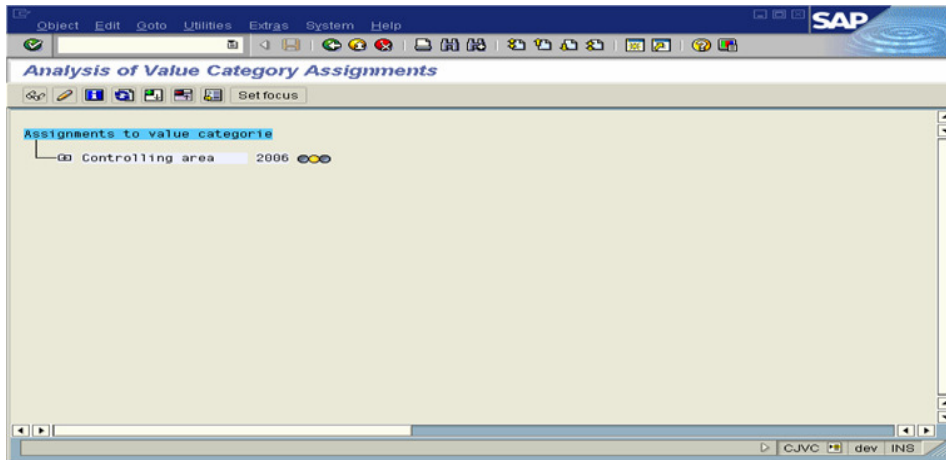 Object Edit Goto Utilities Extras System Help
SAP
Analysis of Value Category Assignments
Set focus
Assignments to value categorie
Controlling area 2006
CJVC dev INS